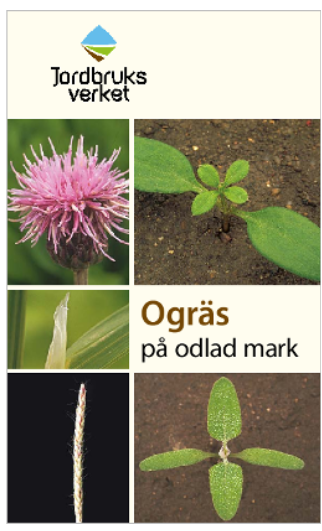 Jordbruks
verket
Ogräs
på odlad mark